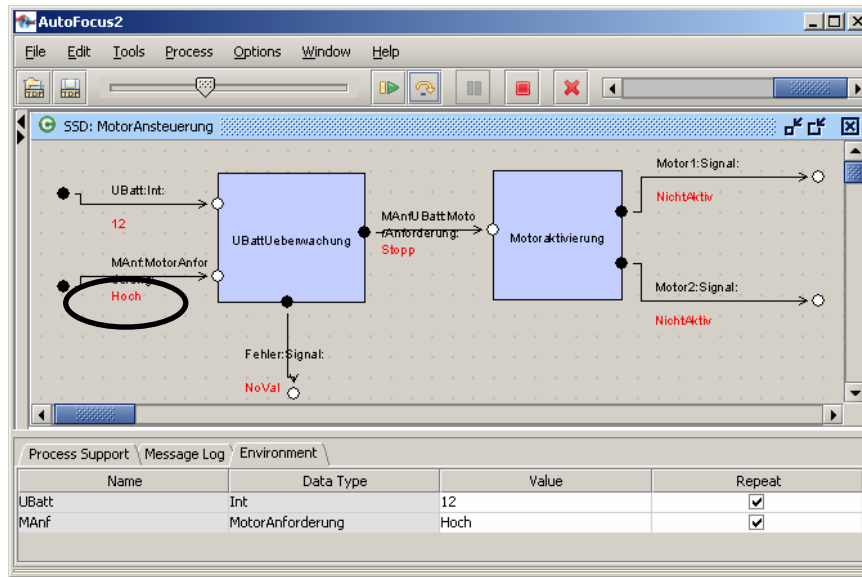 AutoFocus2
File Edit Tools Process Options Window Help
SSD: MotorAnsteuerung
Motor1:Signal:
NichtAktiv
UBatt:Int:
12
MAnfUBatt:Moto
rAnforderung:
Stopp
UBattUeberwachung
Motoraktivierung
MAnf:MotorAnfor
derung:
Hoch
Motor2:Signal:
NichtAktiv
Fehler:Signal:
NoVal
Process Support Message Log Environment
Name Data Type Value Repeat
UBatt Int 12
MAnf MotorAnforderung Hoch